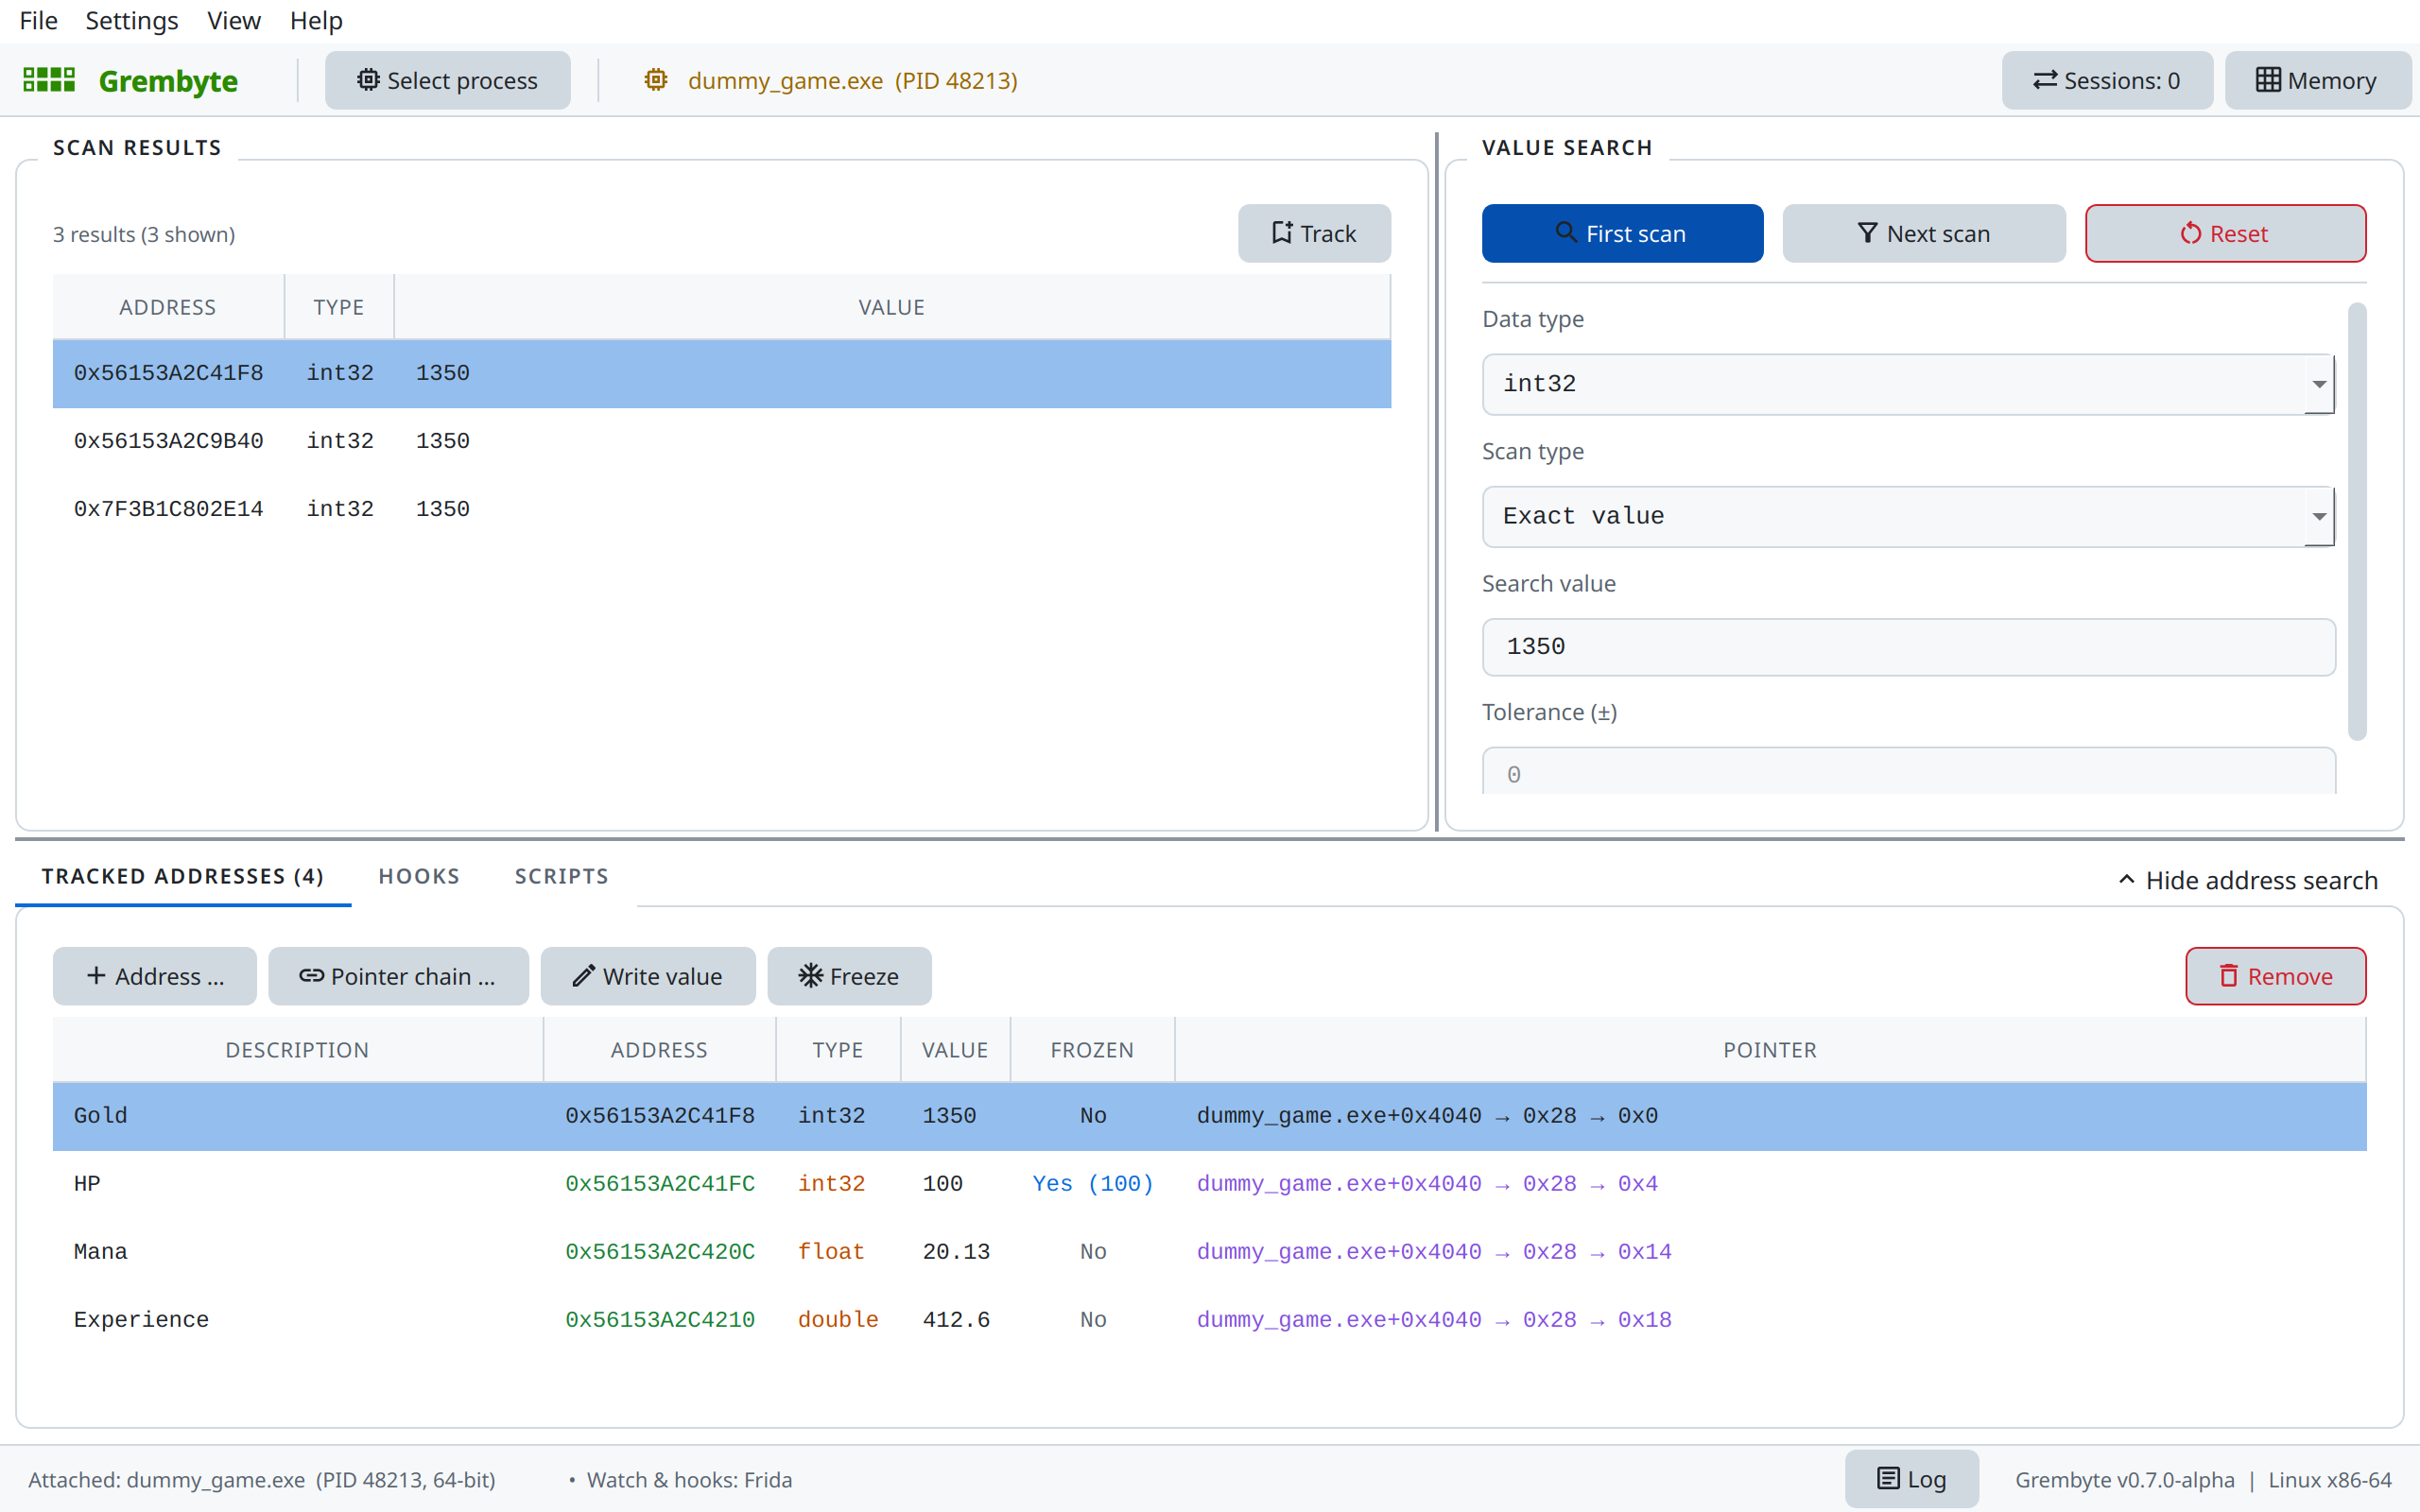 File Settings View Help
Grembyte Select process dummy_game.exe (PID 48213) Sessions: 0 Memory
SCAN RESULTS
3 results (3 shown) Track
ADDRESS TYPE VALUE
0x56153A2C41F8 int32 1350
0x56153A2C9B40 int32 1350
0x7F3B1C802E14 int32 1350
VALUE SEARCH
First scan Next scan Reset
Data type
int32
Scan type
Exact value
Search value
1350
Tolerance (±)
0
TRACKED ADDRESSES (4) HOOKS SCRIPTS Hide address search
+ Address ... Pointer chain ... Write value Freeze Remove
DESCRIPTION ADDRESS TYPE VALUE FROZEN POINTER
Gold 0x56153A2C41F8 int32 1350 No dummy_game.exe+0x4040 → 0x28 → 0x0
HP 0x56153A2C41FC int32 100 Yes (100) dummy_game.exe+0x4040 → 0x28 → 0x4
Mana 0x56153A2C420C float 20.13 No dummy_game.exe+0x4040 → 0x28 → 0x14
Experience 0x56153A2C4210 double 412.6 No dummy_game.exe+0x4040 → 0x28 → 0x18
Attached: dummy_game.exe (PID 48213, 64-bit) • Watch & hooks: Frida Log Grembyte v0.7.0-alpha | Linux x86-64